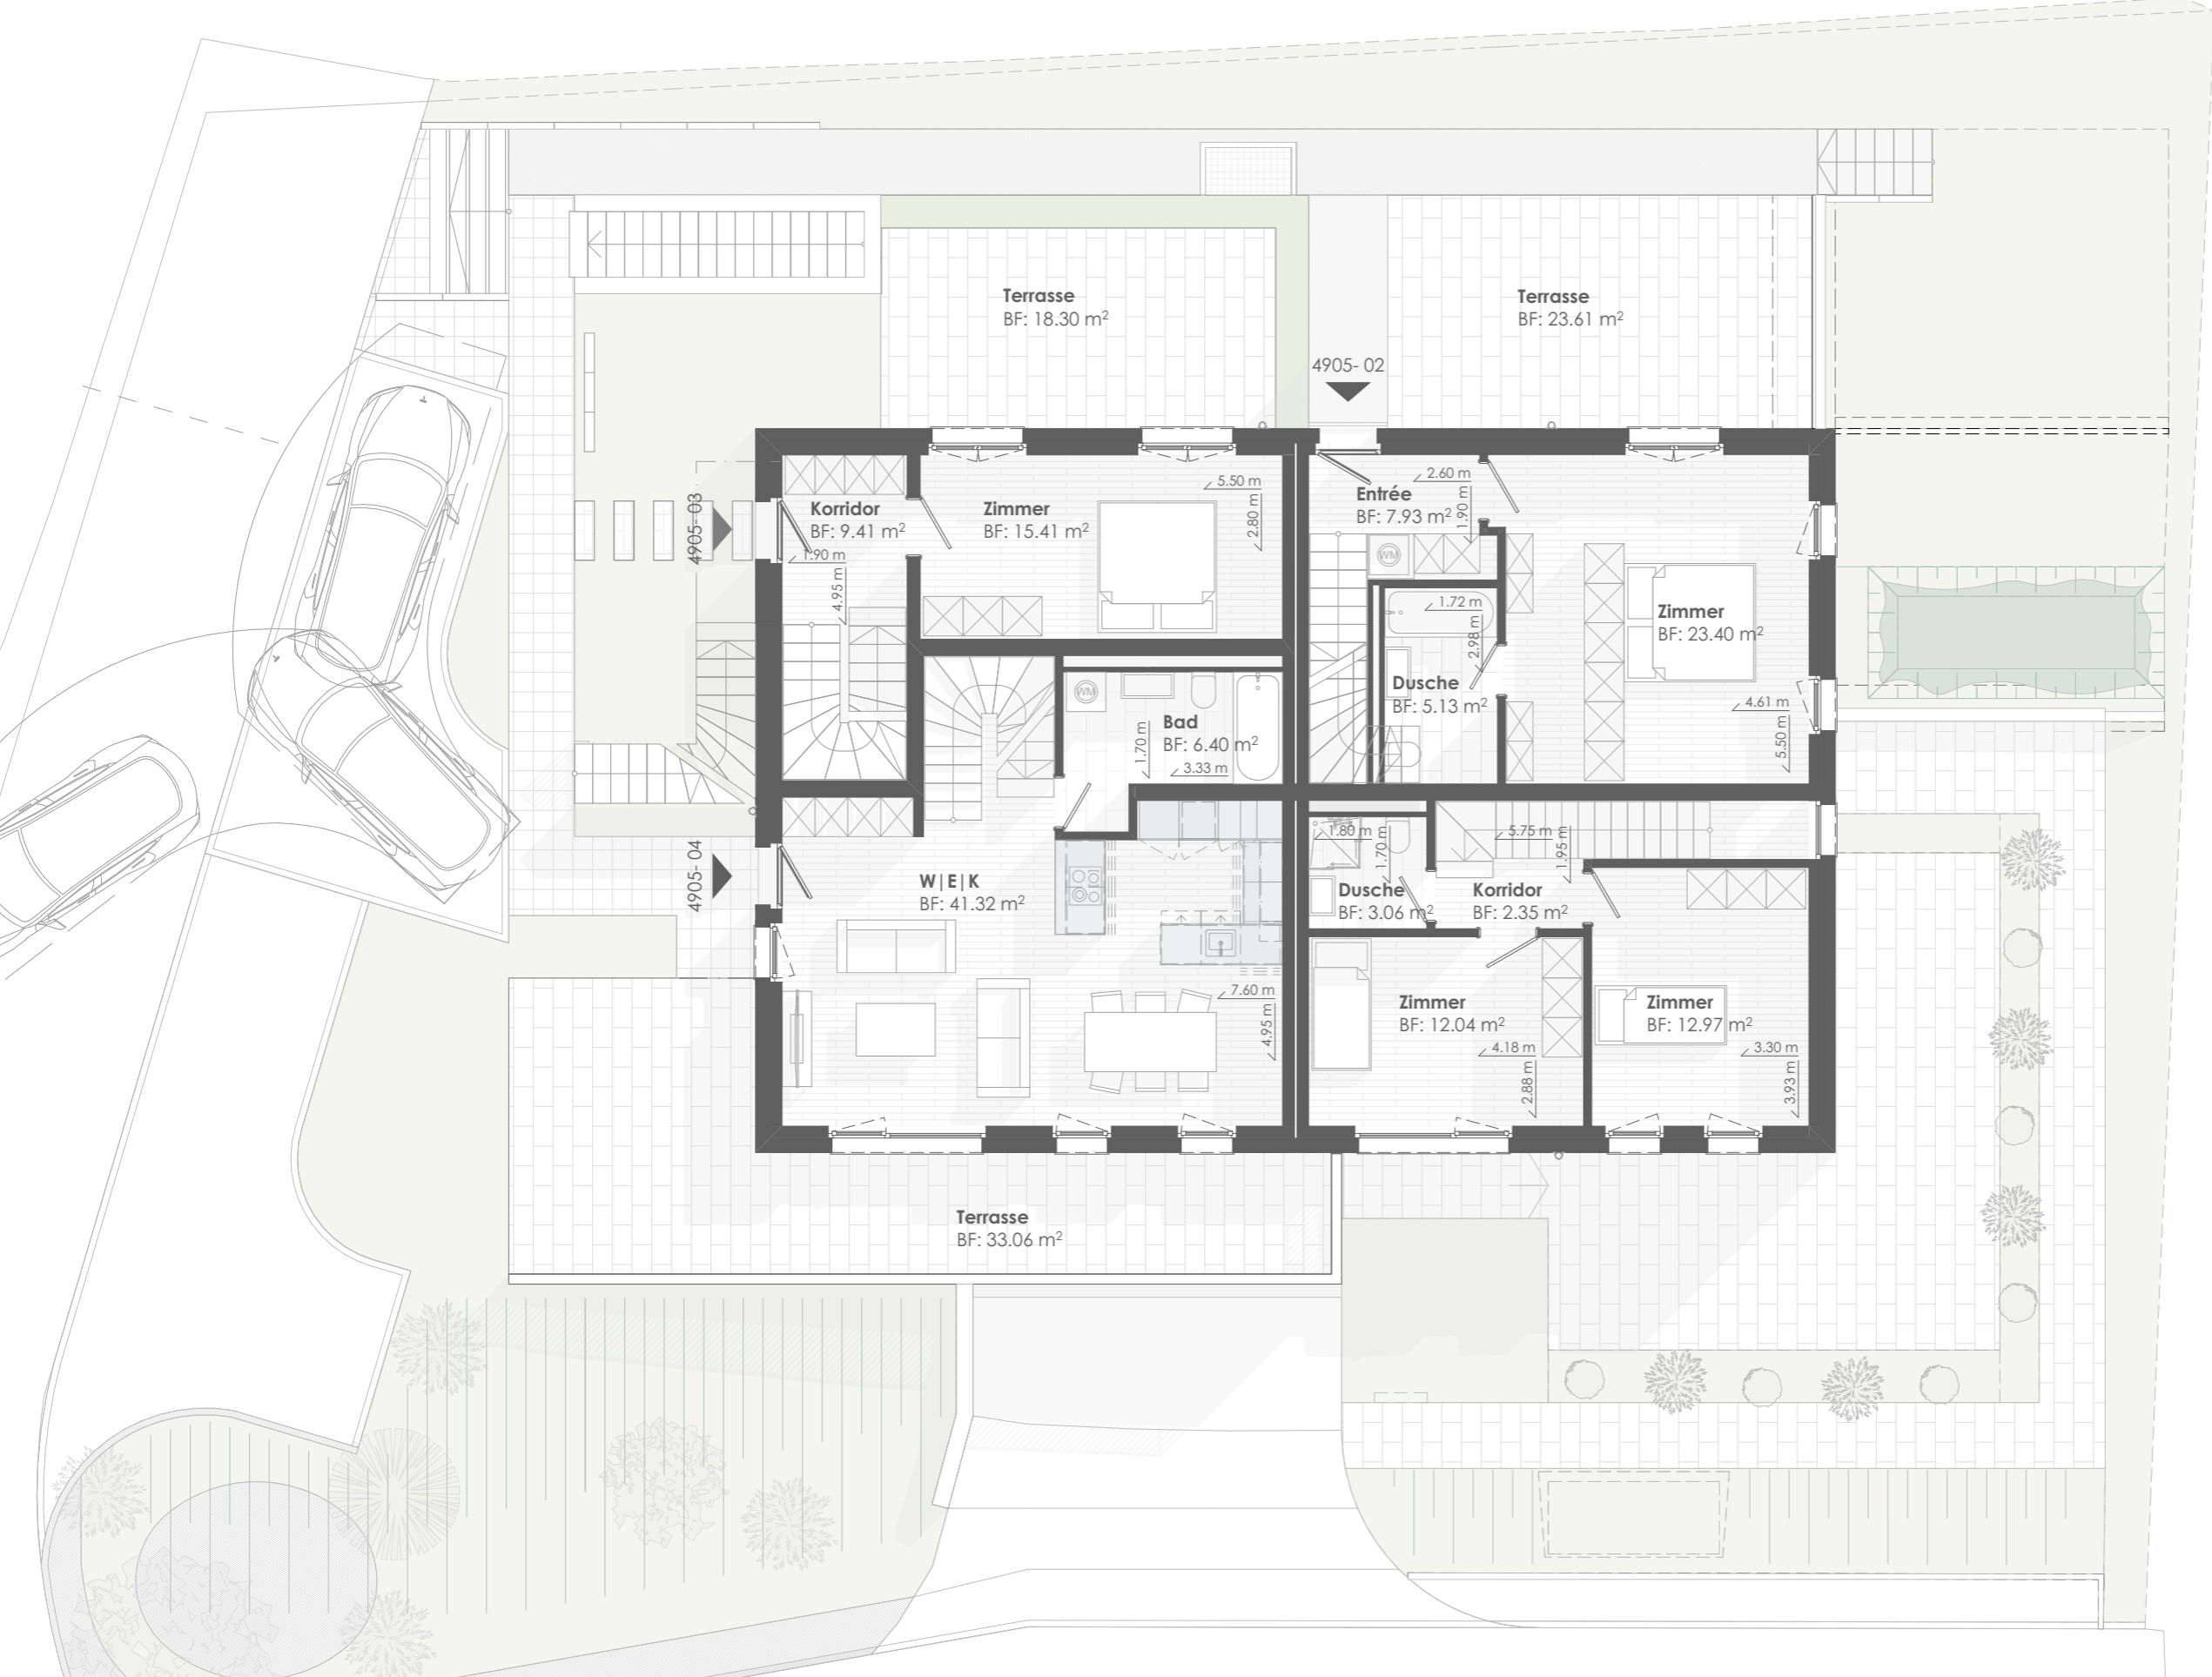 Terrasse
BF: 18.30 m²
Terrasse
BF: 23.61 m²
4905- 02
4905- 03
Korridor
BF: 9.41 m²
1.90 m
4.95 m
Zimmer
BF: 15.41 m²
5.50 m
2.80 m
Entrée
BF: 7.93 m²
2.60 m
1.90 m
WM
1.72 m
2.98 m
Dusche
BF: 5.13 m²
Zimmer
BF: 23.40 m²
4.61 m
5.50 m
WM
Bad
BF: 6.40 m²
1.70 m
3.33 m
4905- 04
W|E|K
BF: 41.32 m²
7.60 m
4.95 m
1.80 m
1.70 m
Dusche
BF: 3.06 m²
5.75 m
1.95 m
Korridor
BF: 2.35 m²
Zimmer
BF: 12.04 m²
4.18 m
2.88 m
Zimmer
BF: 12.97 m²
3.30 m
3.93 m
Terrasse
BF: 33.06 m²